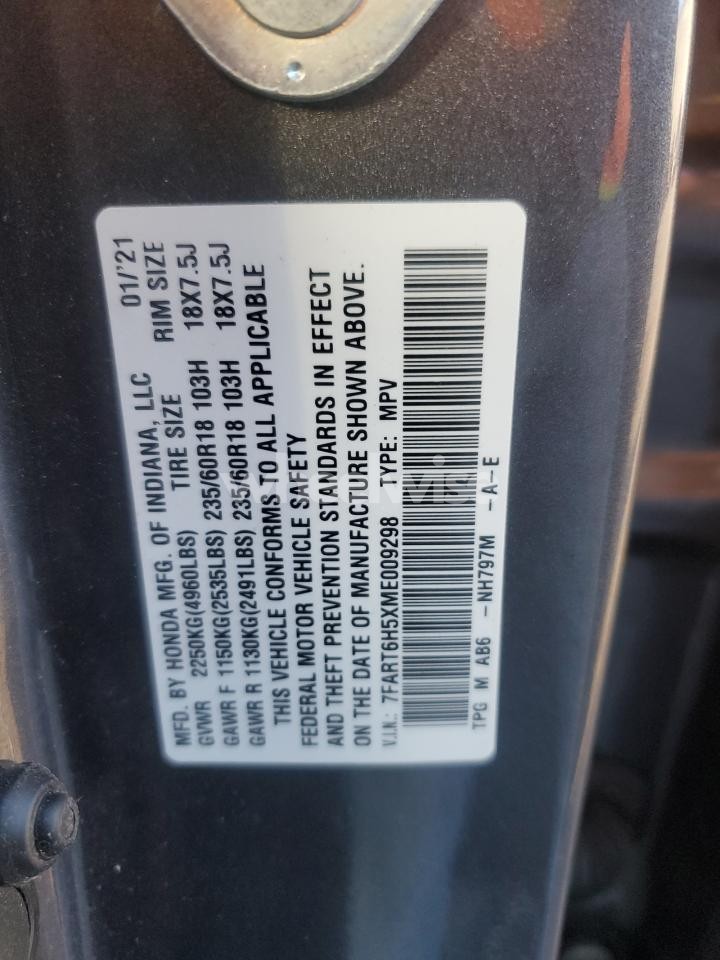 MFD. BY HONDA MFG. OF INDIANA, LLC 01/'21
GVWR 2250KG(4960LBS) TIRE SIZE RIM SIZE
GAWR F 1150KG(2535LBS) 235/60R18 103H 18X7.5J
GAWR R 1130KG(2491LBS) 235/60R18 103H 18X7.5J
THIS VEHICLE CONFORMS TO ALL APPLICABLE
FEDERAL MOTOR VEHICLE SAFETY
AND THEFT PREVENTION STANDARDS IN EFFECT
ON THE DATE OF MANUFACTURE SHOWN ABOVE.
V.I.N.: 7FART6H5XME009298 TYPE: MPV
TPG M AB6 -NH797M -A-E